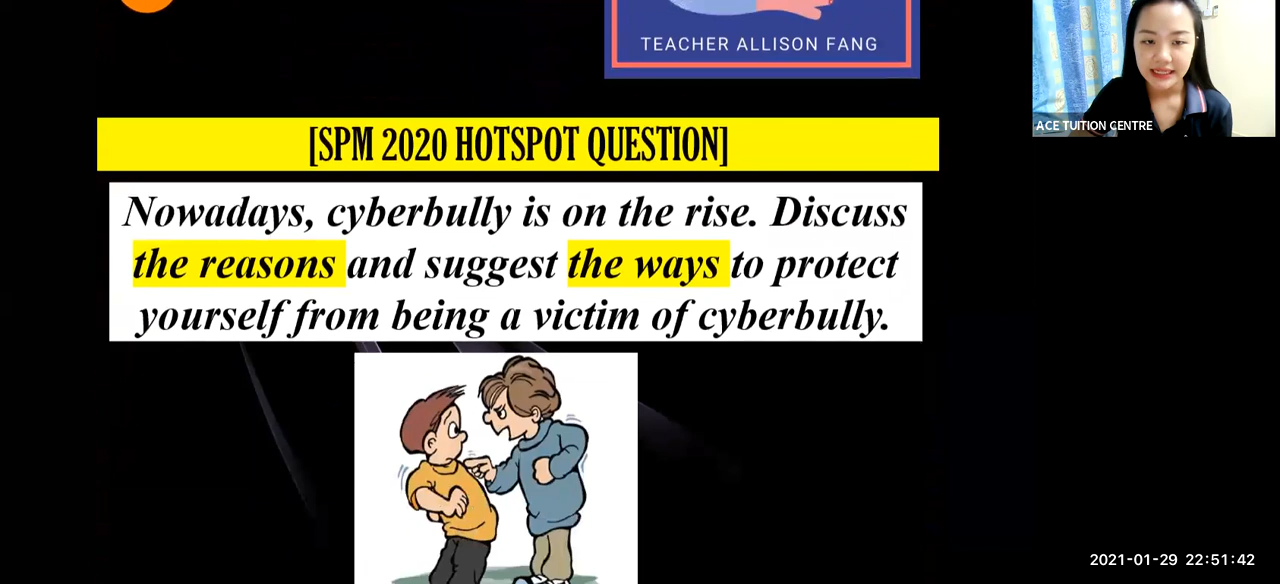 TEACHER ALLISON FANG
ACE TUITION CENTRE
[SPM 2020 HOTSPOT QUESTION]
Nowadays, cyberbully is on the rise. Discuss
the reasons and suggest the ways to protect
yourself from being a victim of cyberbully.
2021-01-29 22:51:42